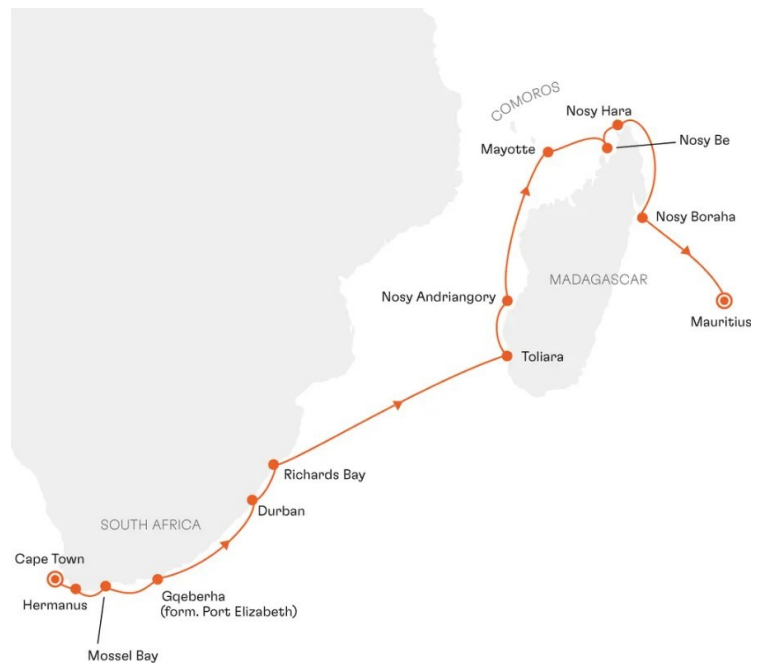 COMOROS
Nosy Hara
Mayotte
Nosy Be
Nosy Boraha
MADAGASCAR
Nosy Andriangory
Mauritius
Toliara
Richards Bay
Durban
SOUTH AFRICA
Cape Town
Hermanus
Gqeberha
(form. Port Elizabeth)
Mossel Bay